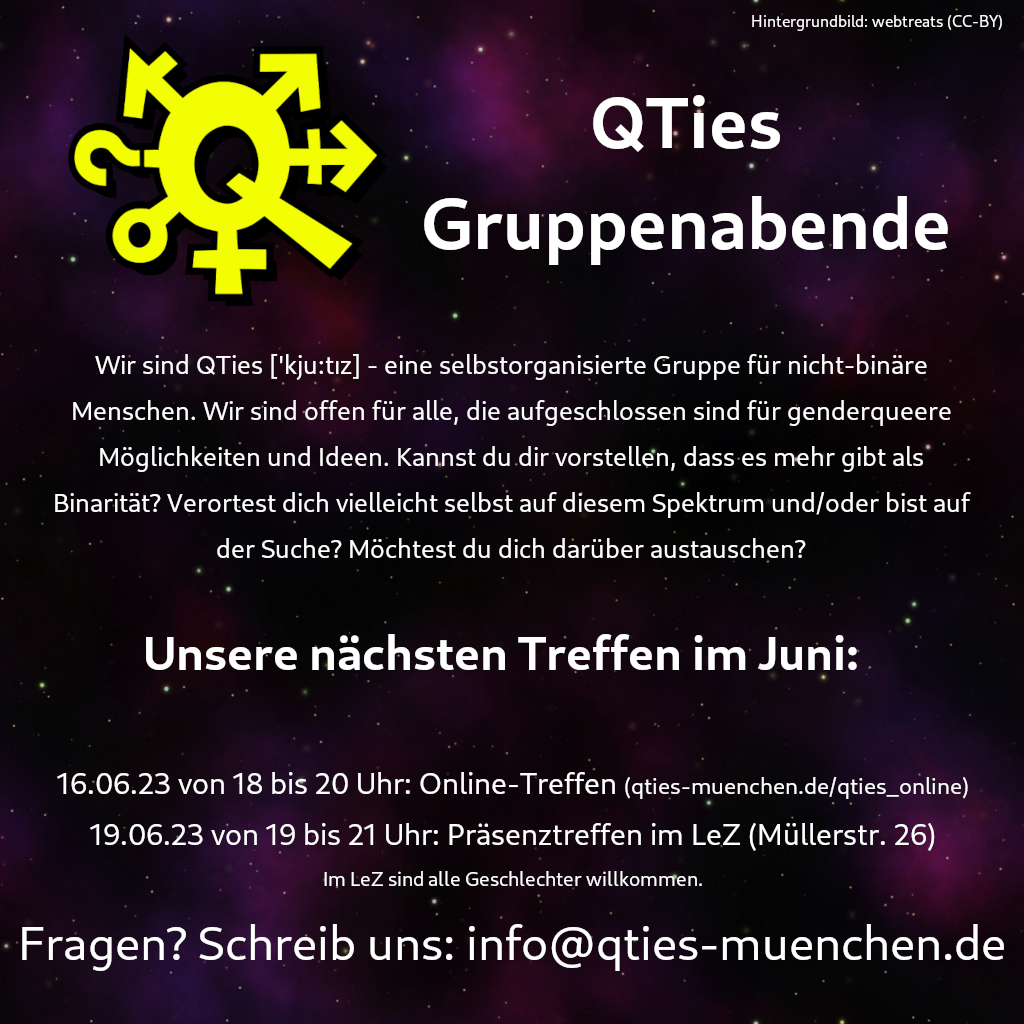 Hintergrundbild: webtreats (CC-BY)
QTies
Gruppenabende
Wir sind QTies ['kju:tız] - eine selbstorganisierte Gruppe für nicht-binäre
Menschen. Wir sind offen für alle, die aufgeschlossen sind für genderqueere
Möglichkeiten und Ideen. Kannst du dir vorstellen, dass es mehr gibt als
Binarität? Verortest dich vielleicht selbst auf diesem Spektrum und/oder bist auf
der Suche? Möchtest du dich darüber austauschen?
Unsere nächsten Treffen im Juni:
16.06.23 von 18 bis 20 Uhr: Online-Treffen (qties-muenchen.de/qties_online)
19.06.23 von 19 bis 21 Uhr: Präsenztreffen im LeZ (Müllerstr. 26)
Im LeZ sind alle Geschlechter willkommen.
Fragen? Schreib uns: info@qties-muenchen.de